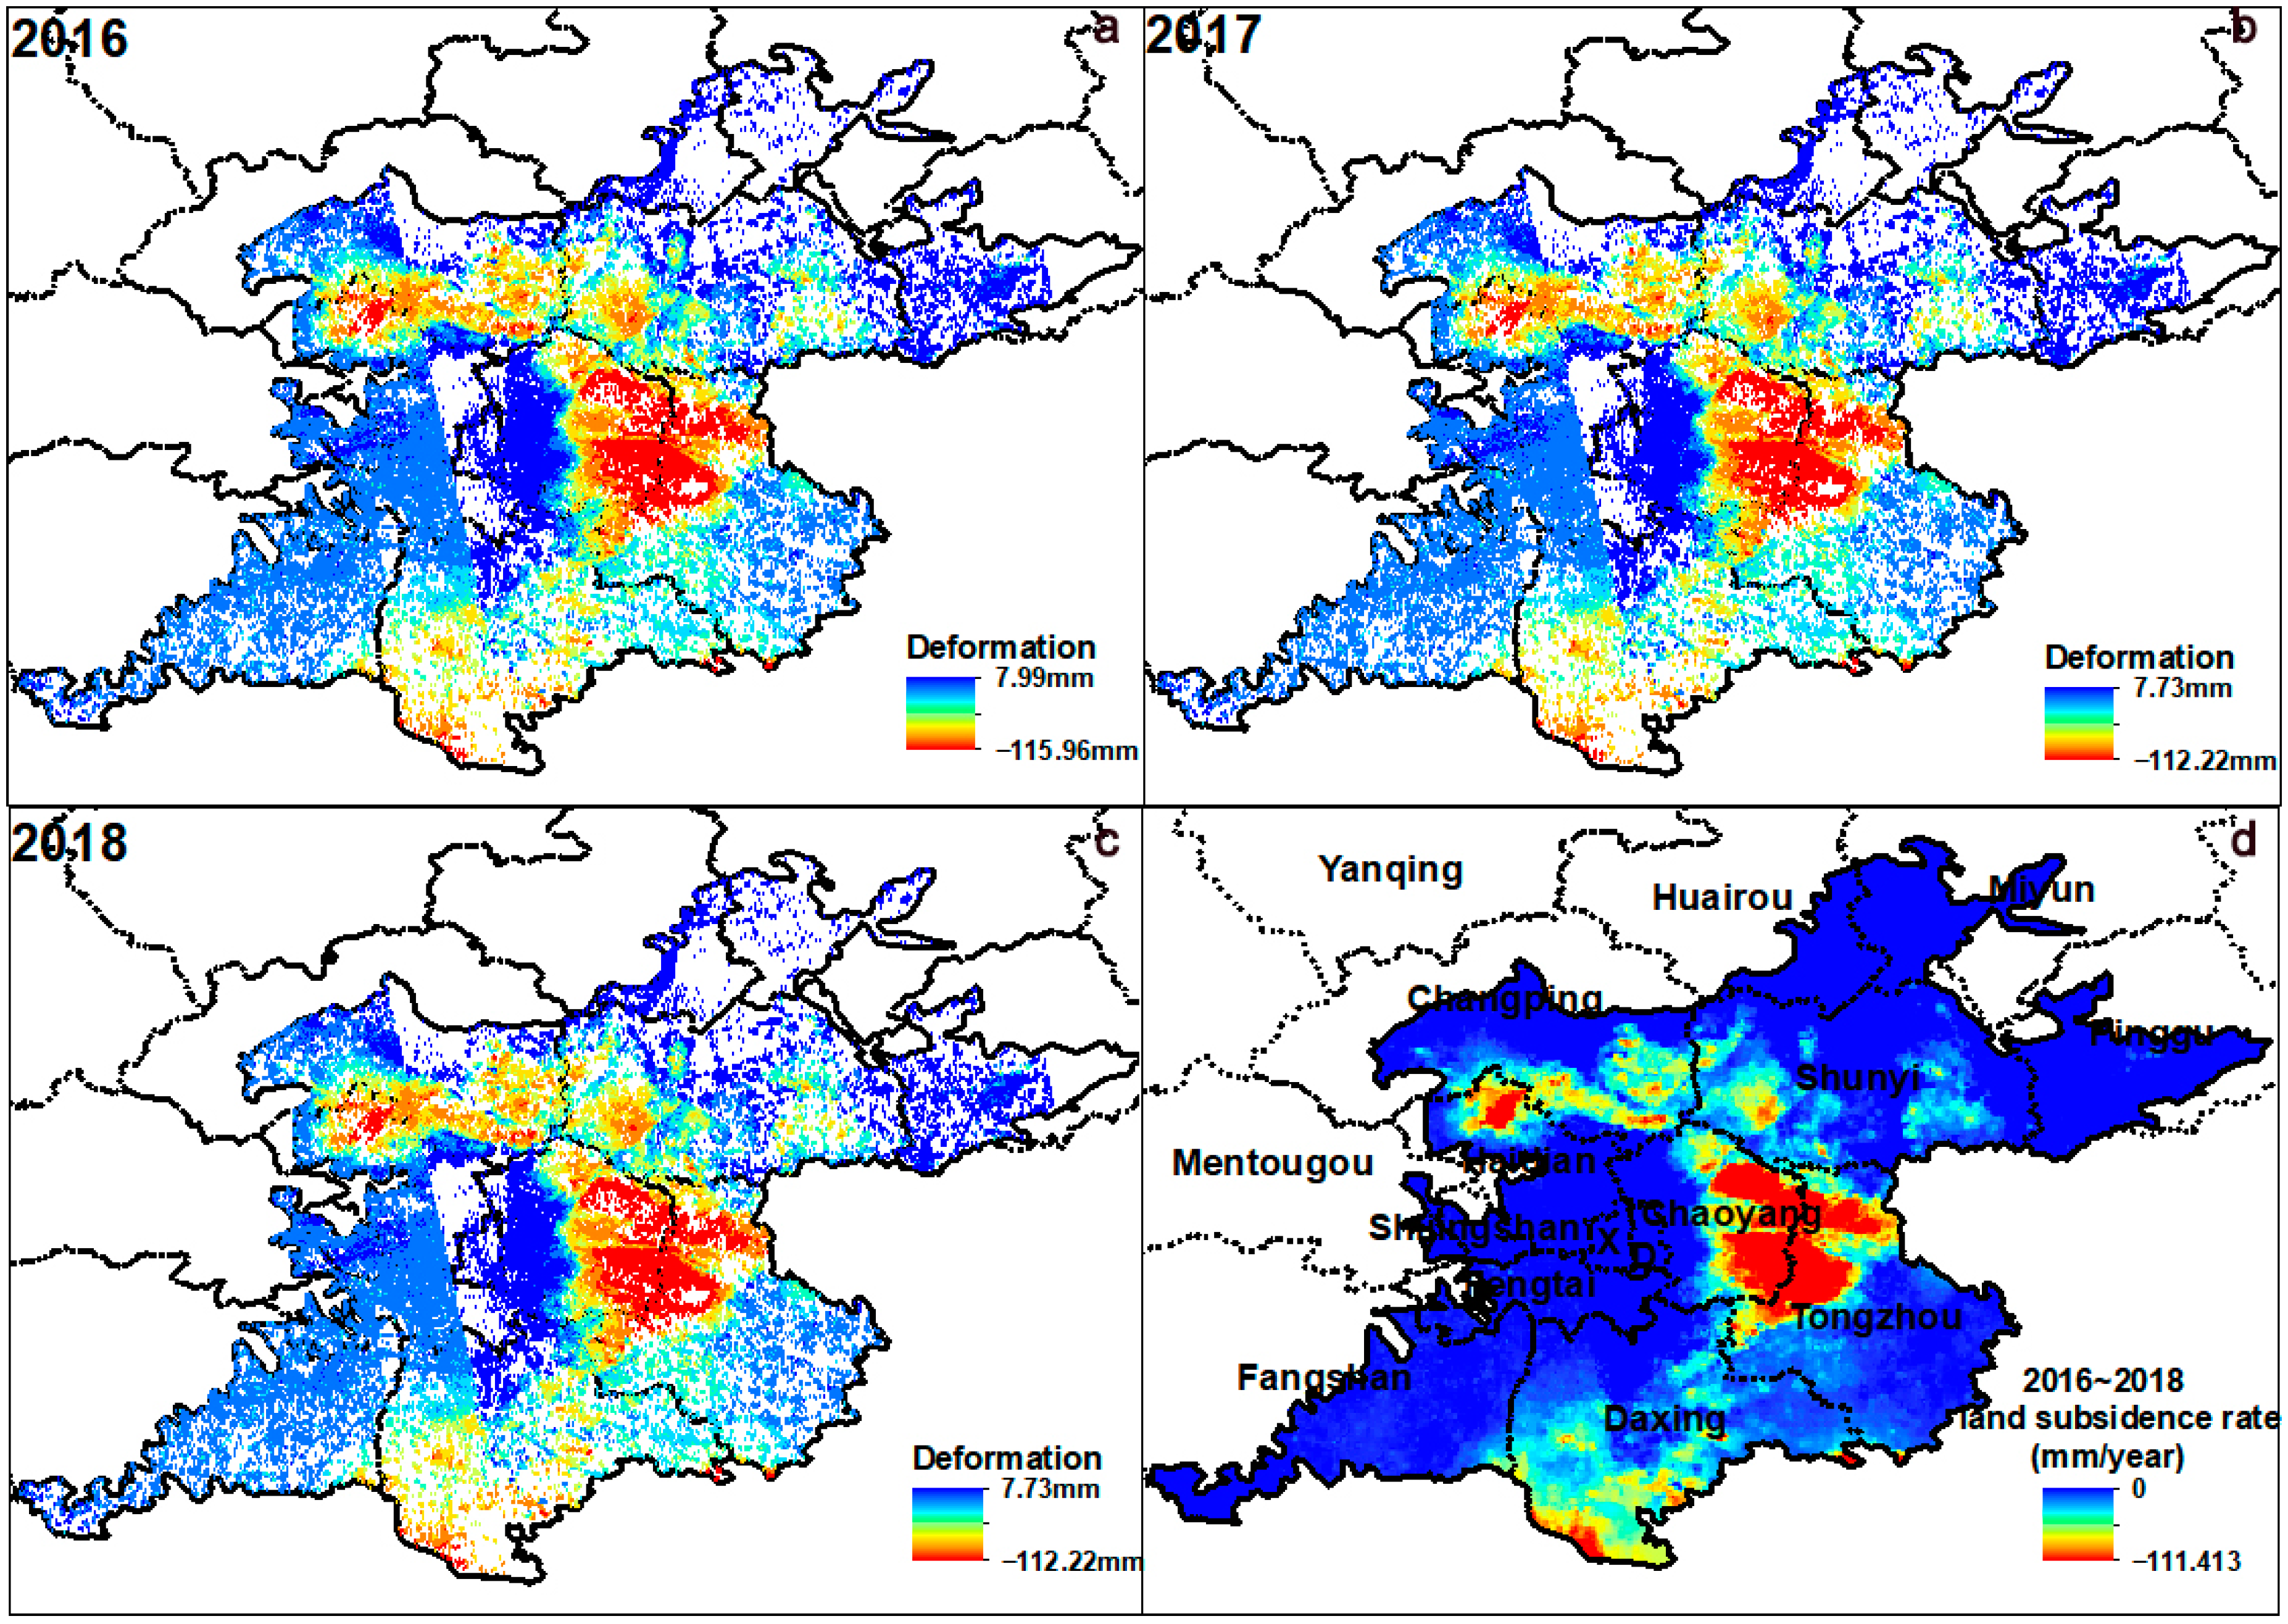 2016
a
Deformation
7.99mm
−115.96mm
2017
b
Deformation
7.73mm
−112.22mm
2018
c
Deformation
7.73mm
−112.22mm
d
Yanqing
Huairou
Miyun
Changping
Pinggu
Shunyi
Mentougou
Haidian
Chaoyang
Shijingshan
X
D
Fengtai
Tongzhou
Fangshan
Daxing
2016~2018
land subsidence rate
(mm/year)
0
−111.413